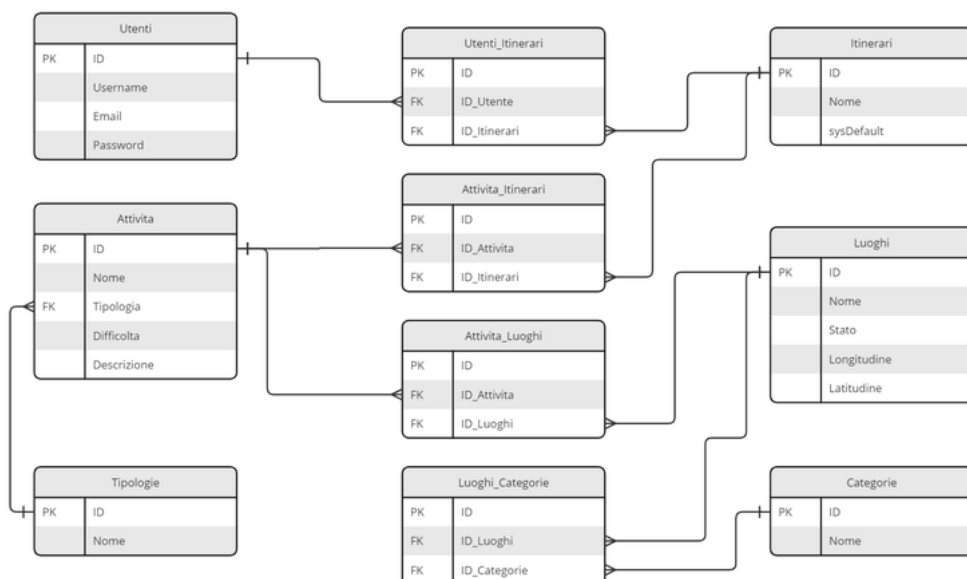 Utenti
PK ID
Username
Email
Password
Utenti_Itinerari
PK ID
FK ID_Utente
FK ID_Itinerari
Itinerari
PK ID
Nome
sysDefault
Attivita
PK ID
Nome
FK Tipologia
Difficolta
Descrizione
Attivita_Itinerari
PK ID
FK ID_Attivita
FK ID_Itinerari
Luoghi
PK ID
Nome
Stato
Longitudine
Latitudine
Attivita_Luoghi
PK ID
FK ID_Attivita
FK ID_Luoghi
Tipologie
PK ID
Nome
Luoghi_Categorie
PK ID
FK ID_Luoghi
FK ID_Categorie
Categorie
PK ID
Nome